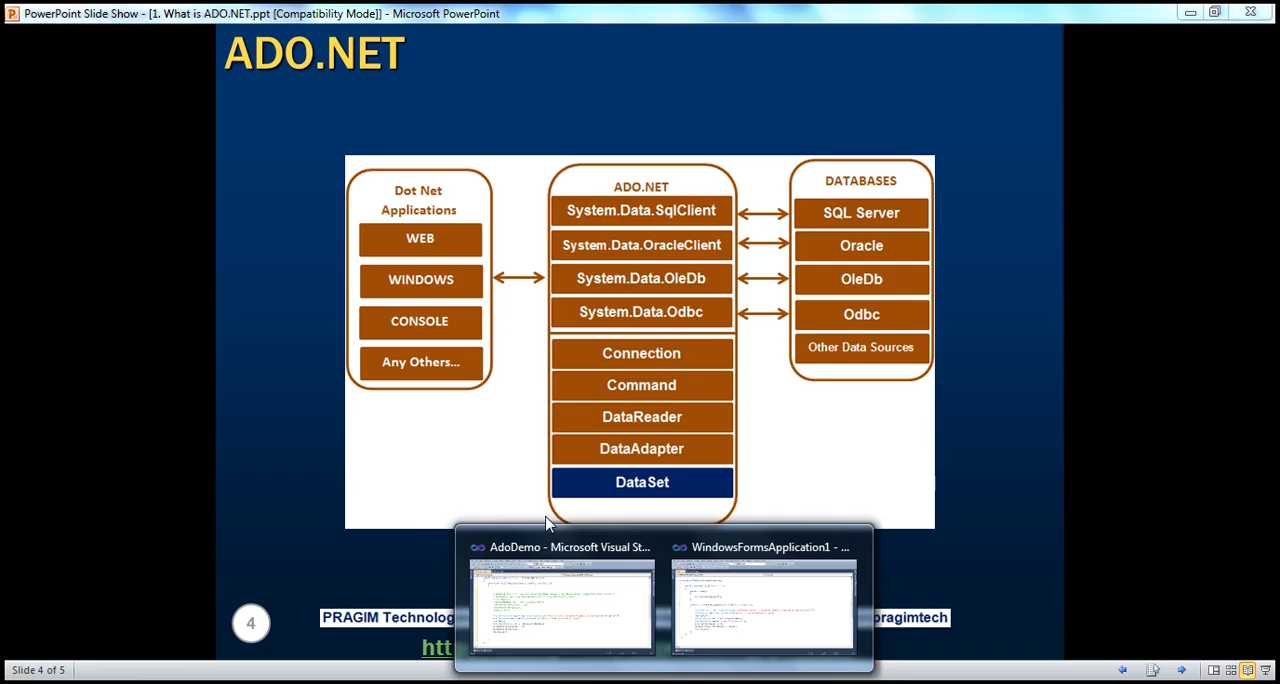 PowerPoint Slide Show - [1. What is ADO.NET.ppt [Compatibility Mode]] - Microsoft PowerPoint
ADO.NET
Dot Net
Applications
WEB
WINDOWS
CONSOLE
Any Others...
ADO.NET
System.Data.SqlClient
System.Data.OracleClient
System.Data.OleDb
System.Data.Odbc
Connection
Command
DataReader
DataAdapter
DataSet
DATABASES
SQL Server
Oracle
OleDb
Odbc
Other Data Sources
AdoDemo - Microsoft Visual St...
WindowsFormsApplication1 - ...
4
PRAGIM Technolog
pragimtech
htt
Slide 4 of 5